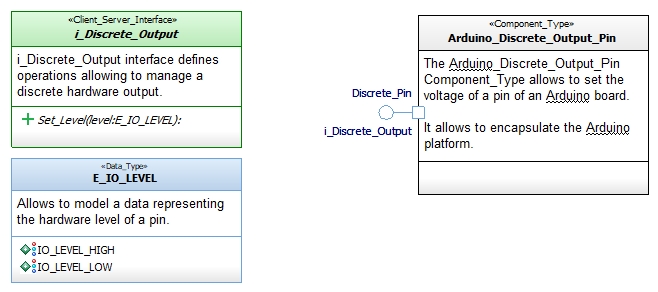 «Client_Server_Interface»
i_Discrete_Output
i_Discrete_Output interface defines
operations allowing to manage a
discrete hardware output.
Set_Level(level:E_IO_LEVEL):
«Data_Type»
E_IO_LEVEL
Allows to model a data representing
the hardware level of a pin.
IO_LEVEL_HIGH
IO_LEVEL_LOW
Discrete_Pin
i_Discrete_Output
«Component_Type»
Arduino_Discrete_Output_Pin
The Arduino_Discrete_Output_Pin
Component_Type allows to set the
voltage of a pin of an Arduino board.
It allows to encapsulate the Arduino
platform.